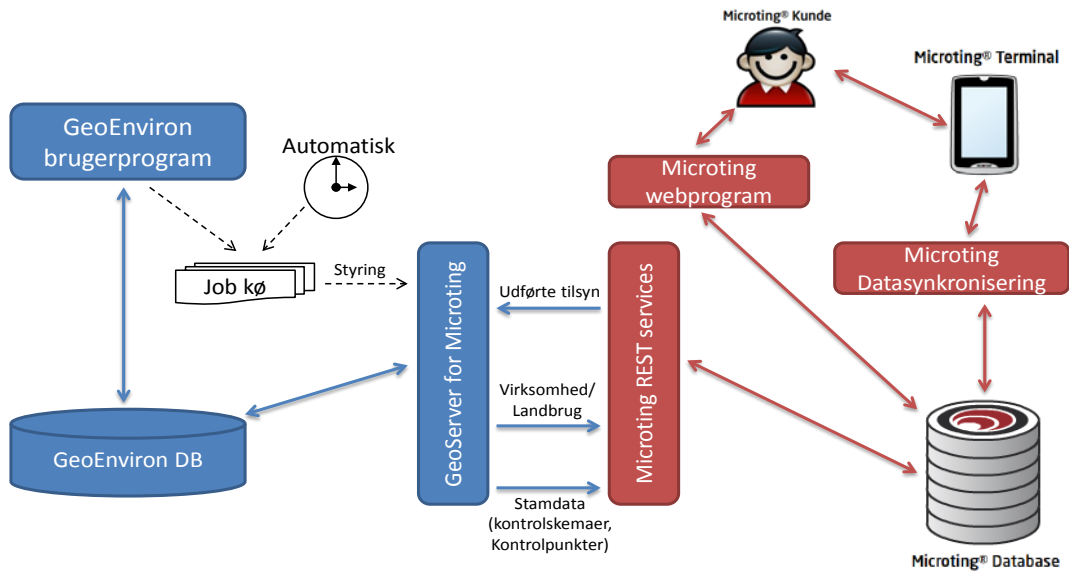 Microting® Kunde
Microting® Terminal
GeoEnviron
brugerprogram
Automatisk
Microting
webprogram
Microting
Datasynkronisering
Job kø
Styring
GeoServer for Microting
Udførte tilsyn
Virksomhed/
Landbrug
Stamdata
(kontrolskemaer,
Kontrolpunkter)
Microting REST services
GeoEnviron DB
Microting® Database